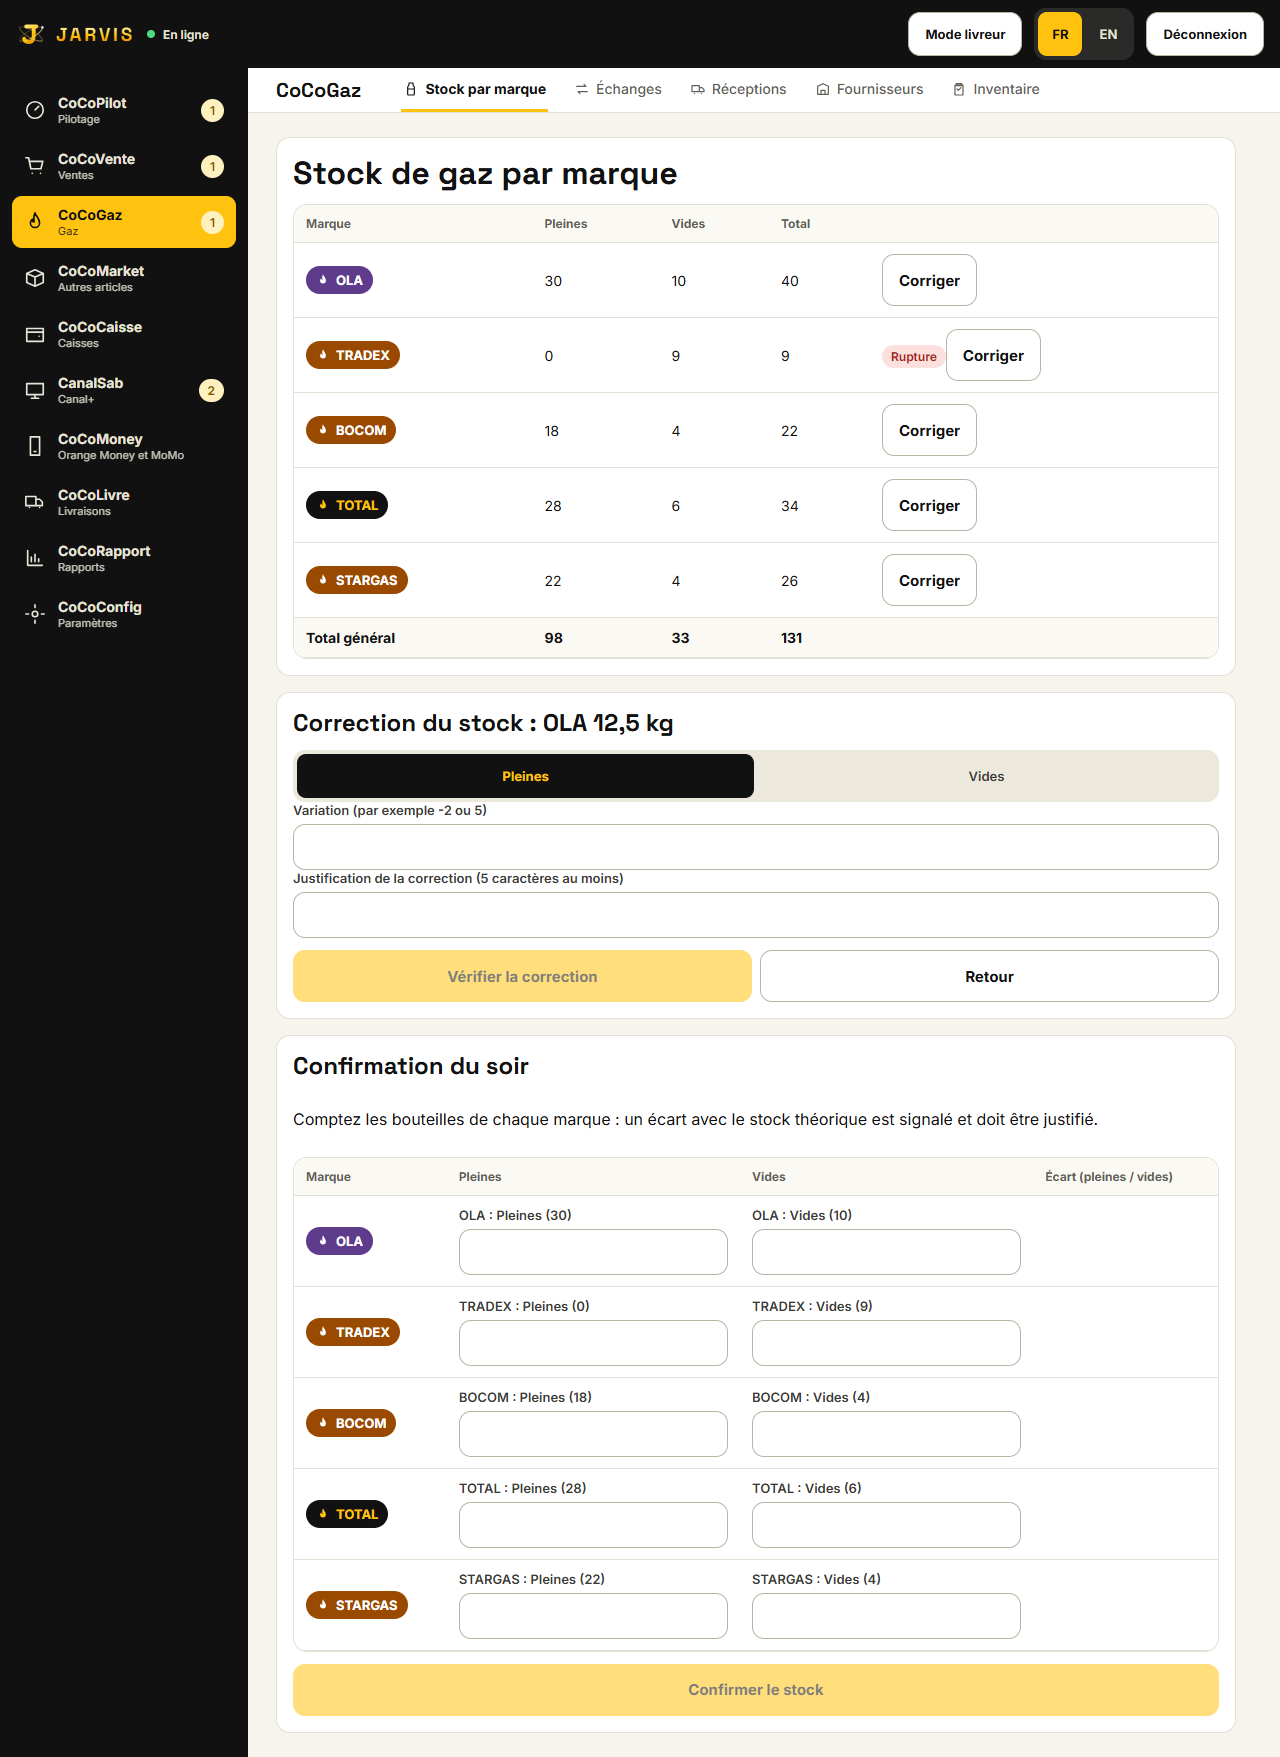 JARVIS
En ligne
Mode livreur
FR
EN
Déconnexion
CoCoPilot
Pilotage
1
CoCoVente
Ventes
1
CoCoGaz
Gaz
1
CoCoMarket
Autres articles
CoCoCaisse
Caisses
CanalSab
Canal+
2
CoCoMoney
Orange Money et MoMo
CoCoLivre
Livraisons
CoCoRapport
Rapports
CoCoConfig
Paramètres
CoCoGaz
Stock par marque
Échanges
Réceptions
Fournisseurs
Inventaire
Stock de gaz par marque
Marque Pleines Vides Total
OLA 30 10 40 Corriger
TRADEX 0 9 9 Rupture Corriger
BOCOM 18 4 22 Corriger
TOTAL 28 6 34 Corriger
STARGAS 22 4 26 Corriger
Total général 98 33 131
Correction du stock : OLA 12,5 kg
Pleines Vides
Variation (par exemple -2 ou 5)
Justification de la correction (5 caractères au moins)
Vérifier la correction Retour
Confirmation du soir
Comptez les bouteilles de chaque marque : un écart avec le stock théorique est signalé et doit être justifié.
Marque Pleines Vides Écart (pleines / vides)
OLA : Pleines (30) OLA : Vides (10)
OLA
TRADEX : Pleines (0) TRADEX : Vides (9)
TRADEX
BOCOM : Pleines (18) BOCOM : Vides (4)
BOCOM
TOTAL : Pleines (28) TOTAL : Vides (6)
TOTAL
STARGAS : Pleines (22) STARGAS : Vides (4)
STARGAS
Confirmer le stock